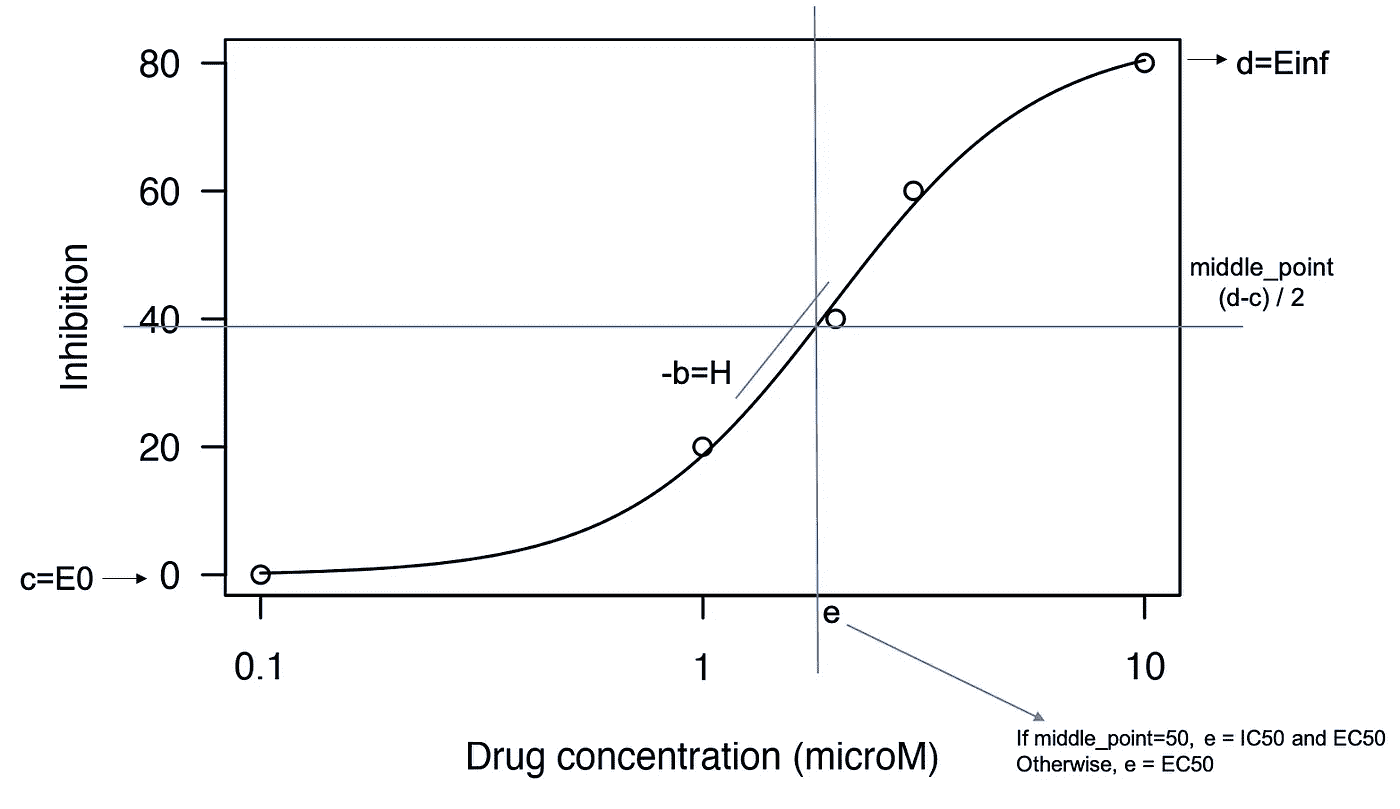 80
d=Einf
60
middle_point
(d-c) / 2
Inhibition
40
-b=H
20
c=E0
0
e
0.1
1
10
If middle_point=50, e = IC50 and EC50
Otherwise, e = EC50
Drug concentration (microM)